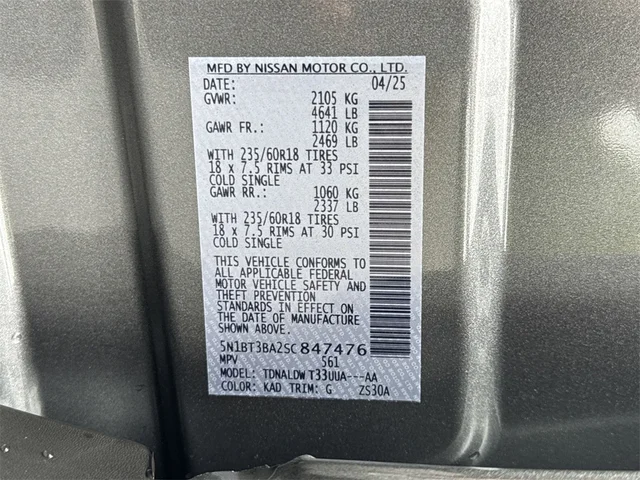 MFD BY NISSAN MOTOR CO., LTD.
DATE: 04/25
GVWR: 2105 KG
4641 LB
GAWR FR.: 1120 KG
2469 LB
WITH 235/60R18 TIRES
18 x 7.5 RIMS AT 33 PSI
COLD SINGLE
GAWR RR.: 1060 KG
2337 LB
WITH 235/60R18 TIRES
18 x 7.5 RIMS AT 30 PSI
COLD SINGLE
THIS VEHICLE CONFORMS TO
ALL APPLICABLE FEDERAL
MOTOR VEHICLE SAFETY AND
THEFT PREVENTION
STANDARDS IN EFFECT ON
THE DATE OF MANUFACTURE
SHOWN ABOVE.
5N1BT3BA2SC847476
MPV 561
MODEL: TDNALDW T33UUA---AA
COLOR: KAD TRIM: G ZS30A